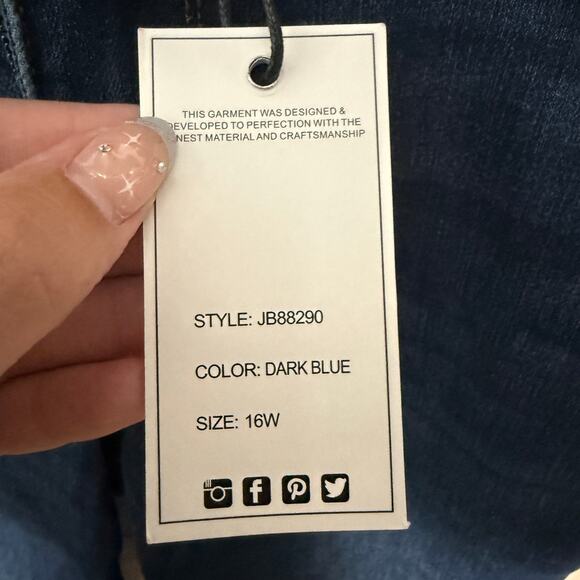 THIS GARMENT WAS DESIGNED &
DEVELOPED TO PERFECTION WITH THE
MATERIAL AND CRAFTSMANSHIP
STYLE: JB88290
COLOR: DARK BLUE
SIZE: 16W